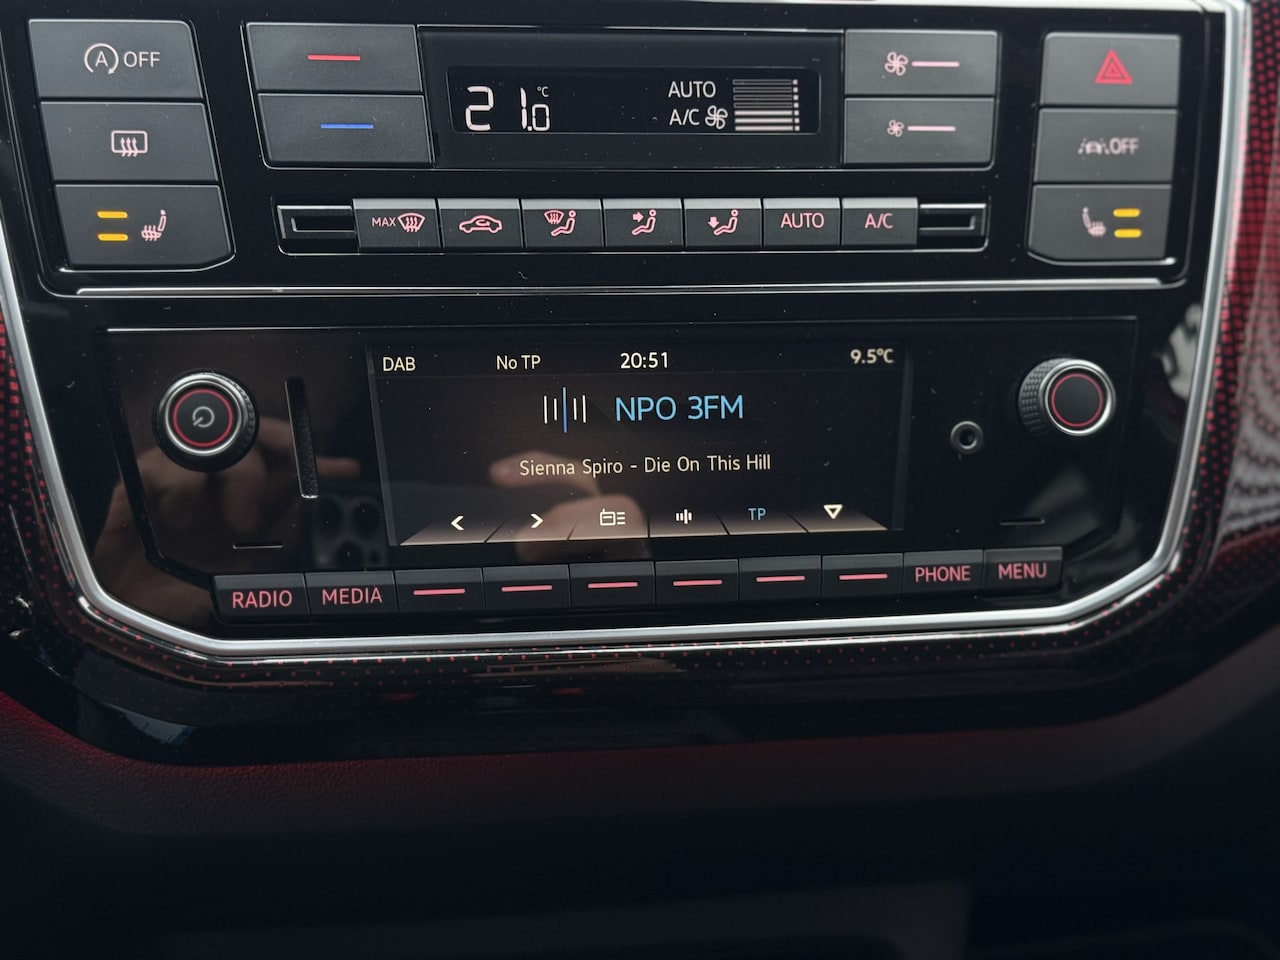 A OFF
21.0 °C
AUTO
A/C
OFF
MAX
AUTO
A/C
DAB No TP 20:51 9.5°C
NPO 3FM
Sienna Spiro - Die On This Hill
< > TP
RADIO MEDIA PHONE MENU